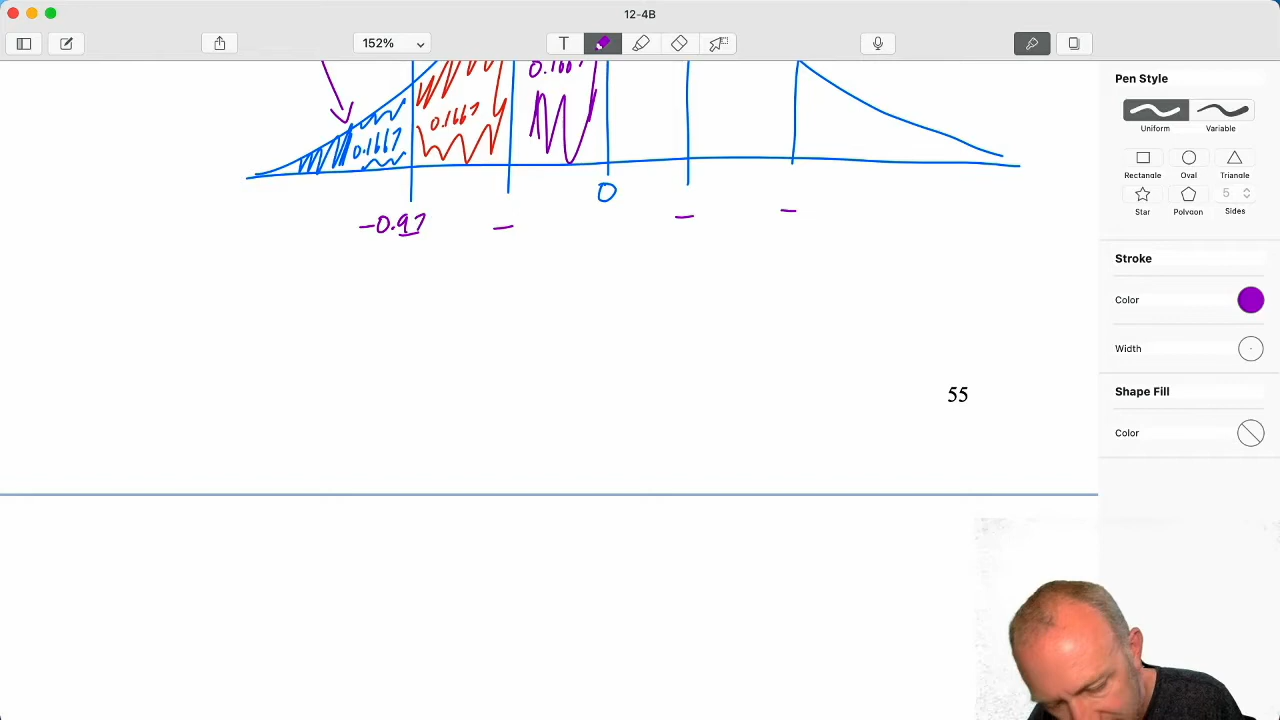 12-4B
152%
T
Pen Style
Uniform
Variable
Rectangle
Oval
Triangle
Star
Polygon
5
Sides
Stroke
Color
Width
Shape Fill
Color
0.1667
0.1667
0.1667
0
-0.97
55